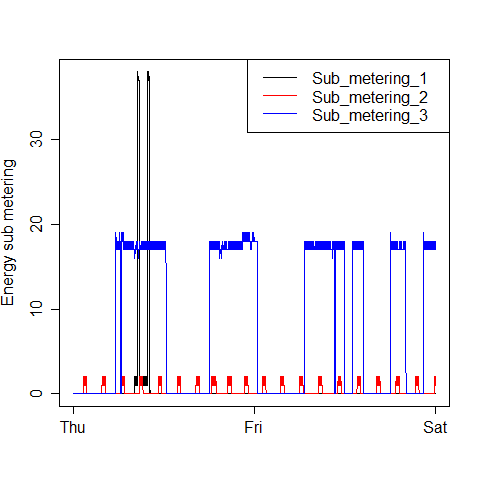 Sub_metering_1
Sub_metering_2
Sub_metering_3
Energy sub metering
30
20
10
0
Thu
Fri
Sat